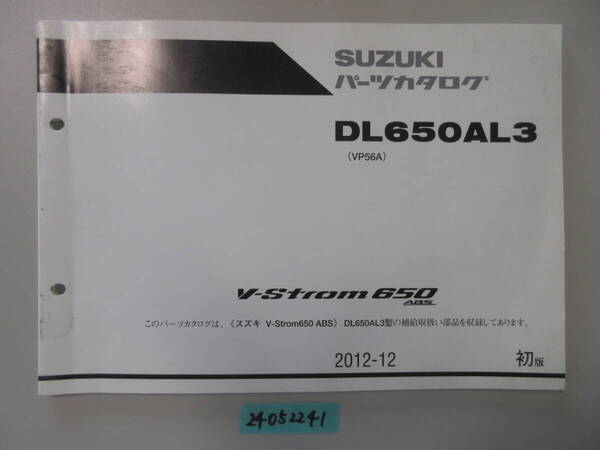 SUZUKI
パーツカタログ
DL650AL3
(VP56A)
V-Strom 650
ABS
このパーツカタログは、《スズキ V-Strom650 ABS》 DL650AL3型の補給取扱い部品を収録してあります。
2012-12
初版
24052241